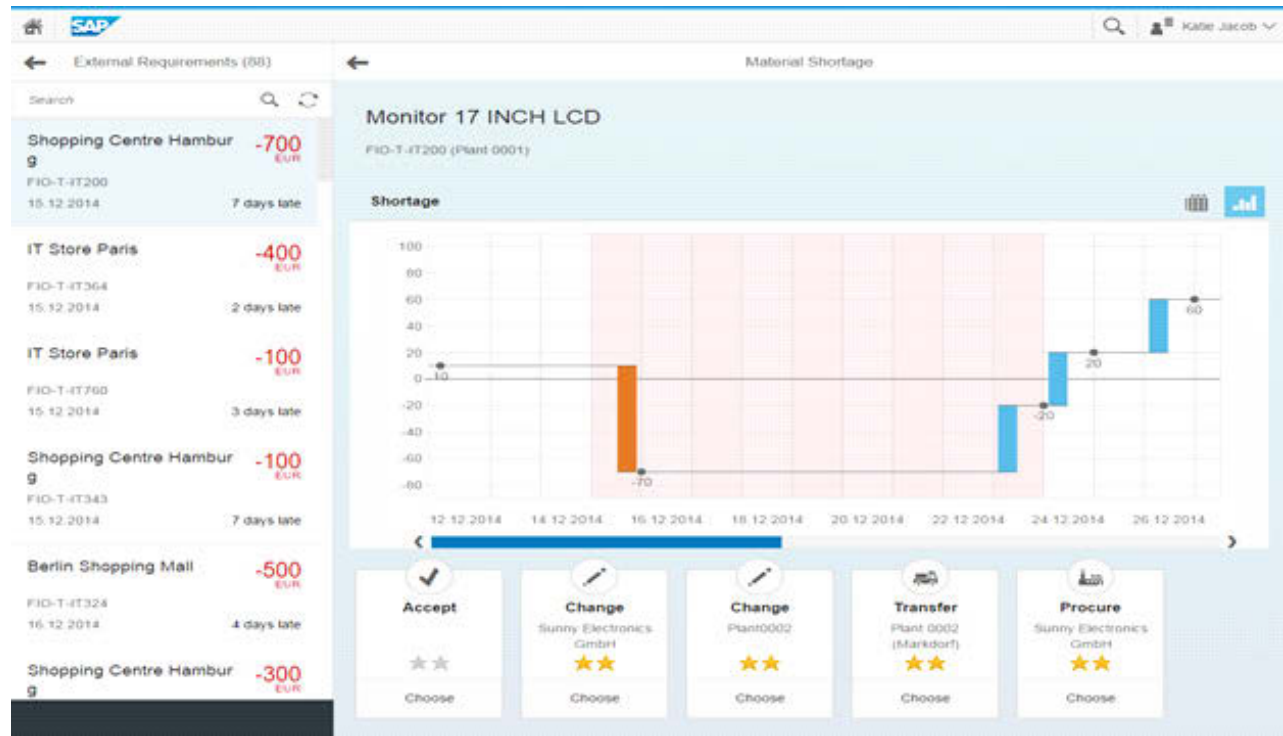 SAP
Katie Jacob
External Requirements (88)
Material Shortage
Search
Shopping Centre Hambur
g
-700
EUR
FIO-T-IT200
15.12.2014
7 days late
IT Store Paris
-400
EUR
FIO-T-IT364
15.12.2014
2 days late
IT Store Paris
-100
EUR
FIO-T-IT760
15.12.2014
3 days late
Shopping Centre Hambur
g
-100
EUR
FIO-T-IT343
15.12.2014
7 days late
Berlin Shopping Mall
-500
EUR
FIO-T-IT324
16.12.2014
4 days late
Shopping Centre Hambur
g
-300
EUR
Monitor 17 INCH LCD
FIO-T-IT200 (Plant 0001)
Shortage
100
80
60
40
20
0
-20
-40
-60
-80
10
-70
-20
20
60
12.12.2014
14.12.2014
16.12.2014
18.12.2014
20.12.2014
22.12.2014
24.12.2014
26.12.2014
Accept
Choose
Change
Sunny Electronics
GmbH
Choose
Change
Plant0002
Choose
Transfer
Plant 0002
(Markdorf)
Choose
Procure
Sunny Electronics
GmbH
Choose